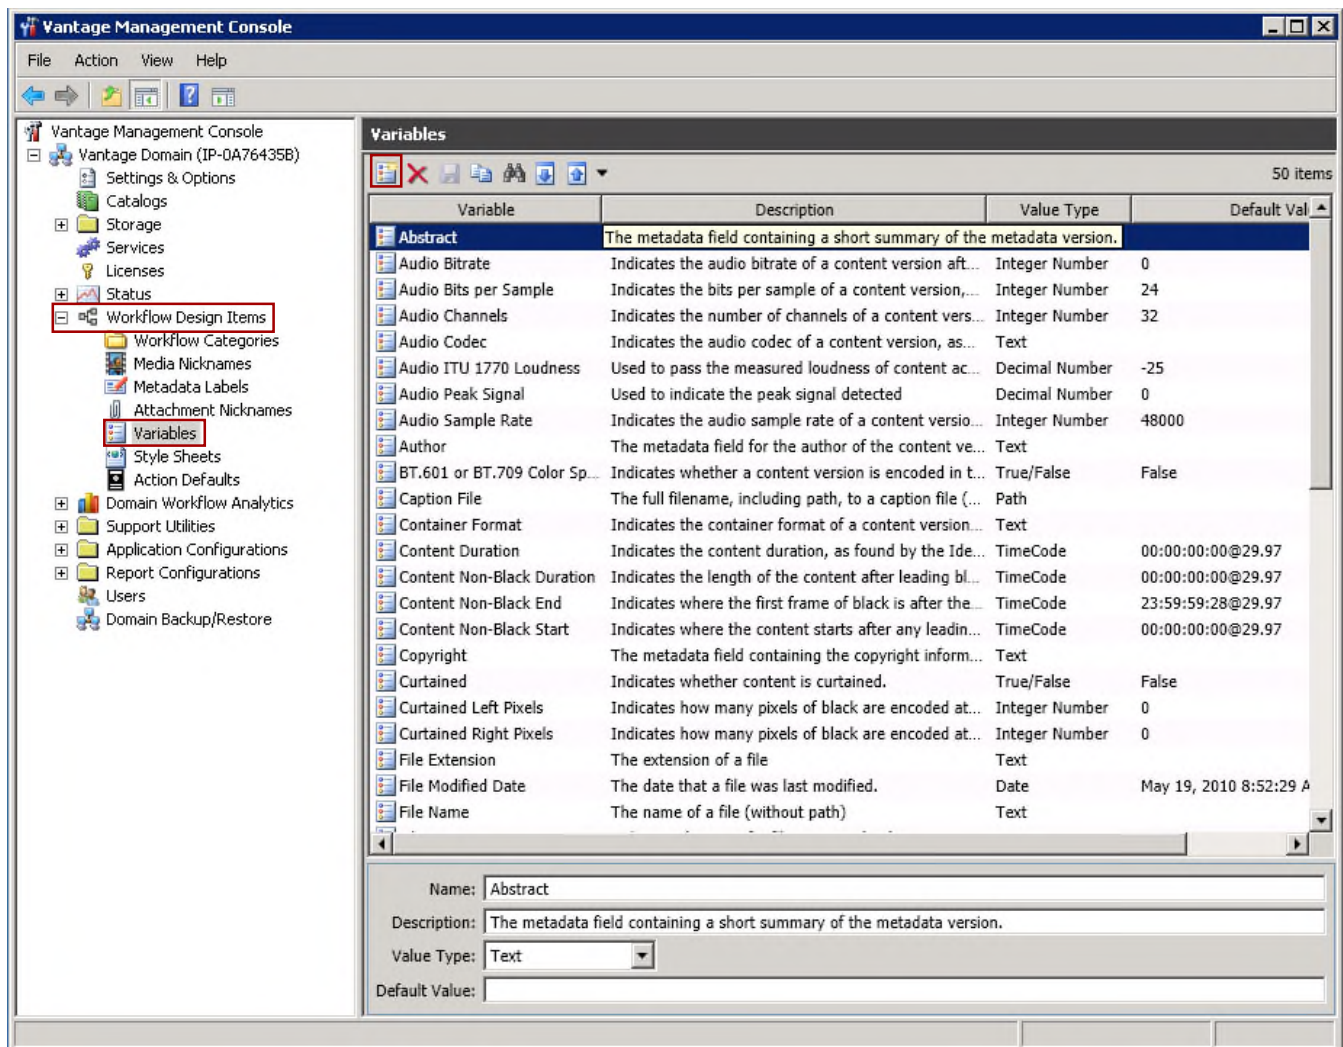 Vantage Management Console
File Action View Help
Vantage Management Console
Vantage Domain (IP-0A76435B)
Settings & Options
Catalogs
Storage
Services
Licenses
Status
Workflow Design Items
Workflow Categories
Media Nicknames
Metadata Labels
Attachment Nicknames
Variables
Style Sheets
Action Defaults
Domain Workflow Analytics
Support Utilities
Application Configurations
Report Configurations
Users
Domain Backup/Restore
Variables
50 items
Variable Description Value Type Default Val
Abstract The metadata field containing a short summary of the metadata version.
Audio Bitrate Indicates the audio bitrate of a content version aft... Integer Number 0
Audio Bits per Sample Indicates the bits per sample of a content version,... Integer Number 24
Audio Channels Indicates the number of channels of a content vers... Integer Number 32
Audio Codec Indicates the audio codec of a content version, as... Text
Audio ITU 1770 Loudness Used to pass the measured loudness of content ac... Decimal Number -25
Audio Peak Signal Used to indicate the peak signal detected Decimal Number 0
Audio Sample Rate Indicates the audio sample rate of a content versio... Integer Number 48000
Author The metadata field for the author of the content ve... Text
BT.601 or BT.709 Color Sp... Indicates whether a content version is encoded in t... True/False False
Caption File The full filename, including path, to a caption file (... Path
Container Format Indicates the container format of a content version... Text
Content Duration Indicates the content duration, as found by the Ide... TimeCode 00:00:00:00@29.97
Content Non-Black Duration Indicates the length of the content after leading bl... TimeCode 00:00:00:00@29.97
Content Non-Black End Indicates where the first frame of black is after the... TimeCode 23:59:59:28@29.97
Content Non-Black Start Indicates where the content starts after any leadin... TimeCode 00:00:00:00@29.97
Copyright The metadata field containing the copyright inform... Text
Curtained Indicates whether content is curtained. True/False False
Curtained Left Pixels Indicates how many pixels of black are encoded at... Integer Number 0
Curtained Right Pixels Indicates how many pixels of black are encoded at... Integer Number 0
File Extension The extension of a file Text
File Modified Date The date that a file was last modified. Date May 19, 2010 8:52:29 A
File Name The name of a file (without path) Text
Name: Abstract
Description: The metadata field containing a short summary of the metadata version.
Value Type: Text
Default Value: